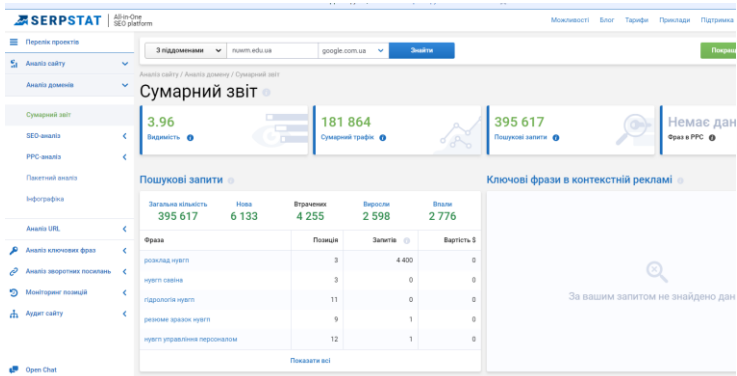 SERPSTAT
All-in-One
SEO platform
Можливості Блог Тарифи Приклади Підтримка
Перелік проектів
Аналіз сайту
Аналіз доменів
Сумарний звіт
SEO-аналіз
PPC-аналіз
Пакетний аналіз
Інфографіка
Аналіз URL
Аналіз ключових фраз
Аналіз зворотних посилань
Моніторинг позицій
Аудит сайту
Open Chat
З піддоменами nuwm.edu.ua google.com.ua Знайти
Аналіз сайту / Аналіз домену / Сумарний звіт
Сумарний звіт
3.96
Видимість
181 864
Сумарний трафік
395 617
Пошукові запити
Немає дан
Фраз в PPC
Пошукові запити
Загальна кількість Нова Втрачених Виросли Впали
395 617 6 133 4 255 2 598 2 776
Фраза Позиція Запитів Вартість $
розклад нувгп 3 4 400 0
нувгп савіна 3 0 0
гідрологія нувгп 11 0 0
резюме зразок нувгп 9 1 0
нувгп управління персоналом 12 1 0
Показати всі
Ключові фрази в контекстній рекламі
За вашим запитом не знайдено дан